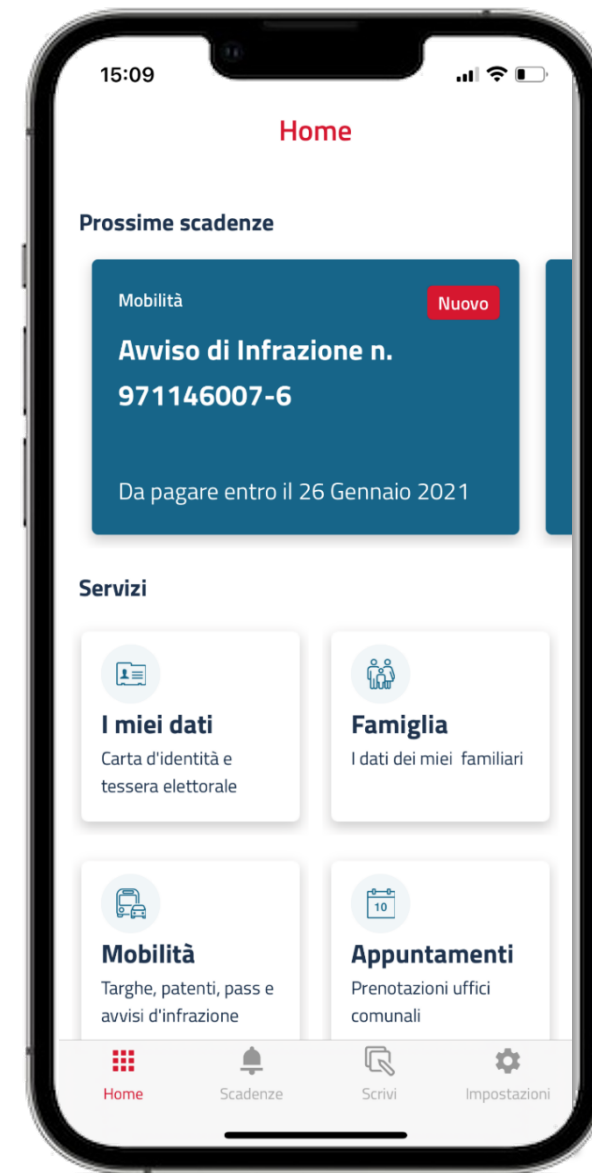 15:09
Home
Prossime scadenze
Mobilità
Nuovo
Avviso di Infrazione n.
971146007-6
Da pagare entro il 26 Gennaio 2021
Servizi
I miei dati
Carta d'identità e
tessera elettorale
Famiglia
I dati dei miei familiari
Mobilità
Targhe, patenti, pass e
avvisi d'infrazione
10
Appuntamenti
Prenotazioni uffici
comunali
Home
Scadenze
Scrivi
Impostazioni